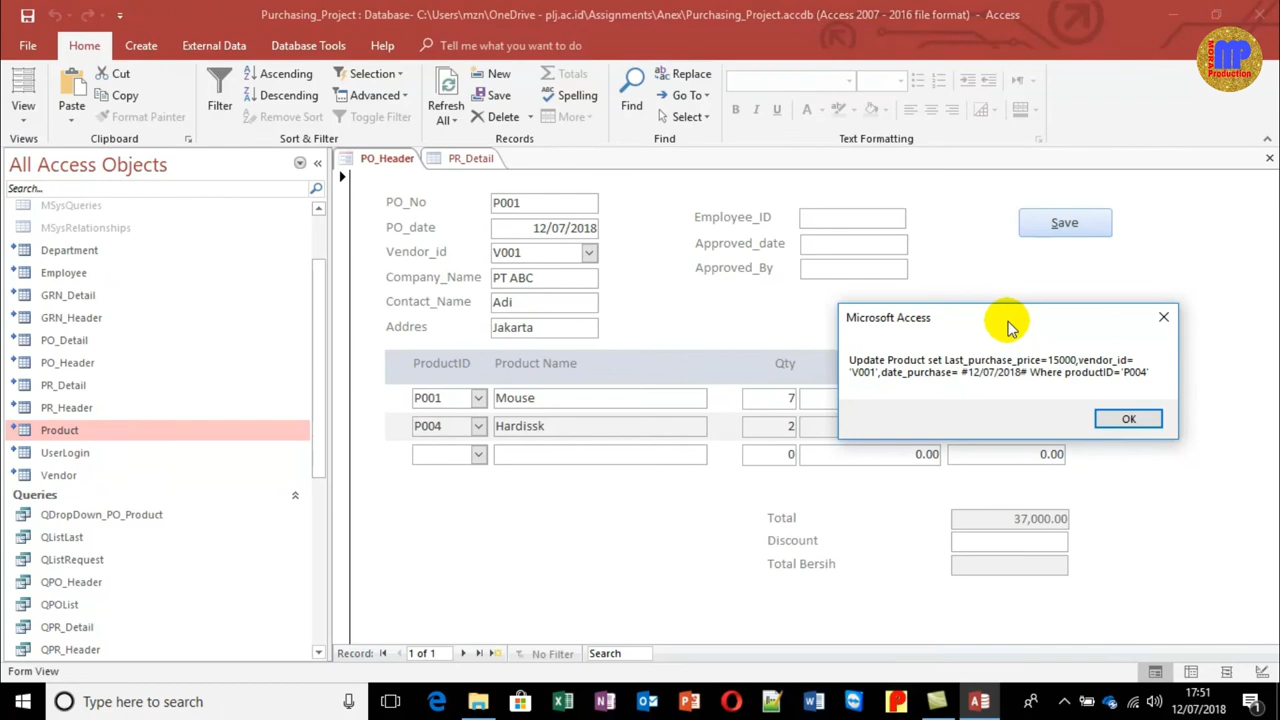 Purchasing_Project : Database- C:\Users\mzn\OneDrive - plj.ac.id\Assignments\Anex\Purchasing_Project.accdb (Access 2007 - 2016 file format) - Access
File Home Create External Data Database Tools Help Tell me what you want to do
MORA
MP
Production
View
Views
Paste
Cut
Copy
Format Painter
Clipboard
Filter
Ascending
Descending
Remove Sort
Selection
Advanced
Toggle Filter
Sort & Filter
Refresh
All
New
Save
Delete
Totals
Spelling
More
Records
Find
Replace
Go To
Select
Find
B I U A
Text Formatting
All Access Objects
Search...
MSysQueries
MSysRelationships
Department
Employee
GRN_Detail
GRN_Header
PO_Detail
PO_Header
PR_Detail
PR_Header
Product
UserLogin
Vendor
Queries
QDropDown_PO_Product
QListLast
QListRequest
QPO_Header
QPOList
QPR_Detail
QPR_Header
PO_Header PR_Detail
PO_No P001
PO_date 12/07/2018
Vendor_id V001
Company_Name PT ABC
Contact_Name Adi
Addres Jakarta
Employee_ID
Approved_date
Approved_By
Save
ProductID Product Name Qty
P001 Mouse 7
P004 Hardissk 2
0 0.00 0.00
Total 37,000.00
Discount
Total Bersih
Microsoft Access
Update Product set Last_purchase_price=15000,vendor_id=
'V001',date_purchase= #12/07/2018# Where productID='P004'
OK
Record: 1 of 1 No Filter Search
Form View
Type here to search
17:51
12/07/2018